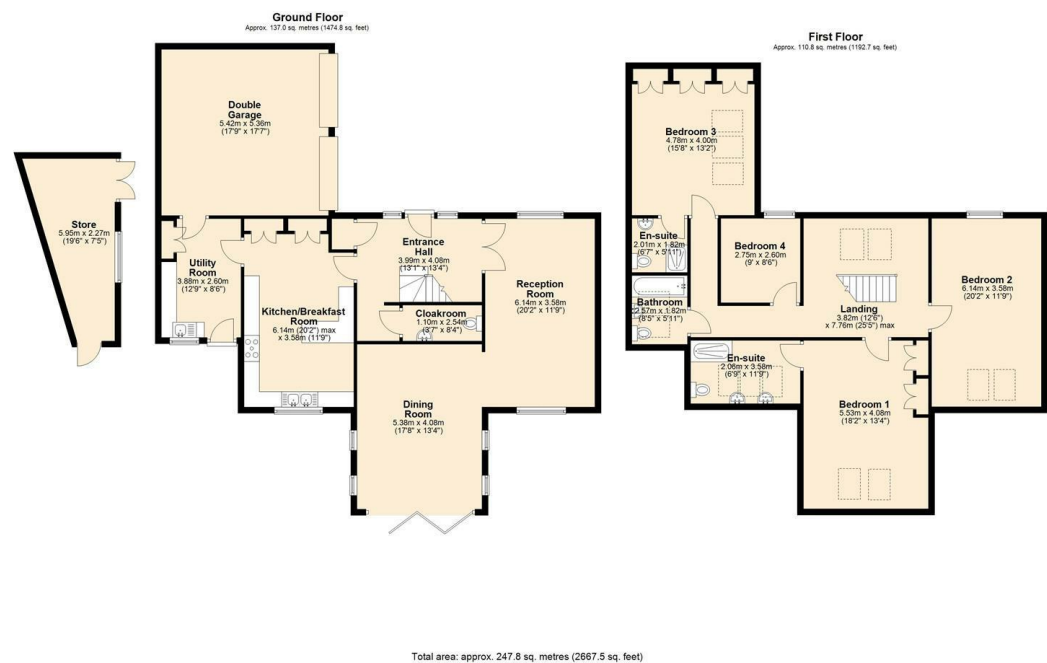 Ground Floor
Approx. 137.0 sq. metres (1474.8 sq. feet)
Double
Garage
5.42m x 5.36m
(17'9" x 17'7")
Store
5.95m x 2.27m
(19'6" x 7'5")
Utility
Room
3.88m x 2.60m
(12'9" x 8'6")
Entrance
Hall
3.99m x 4.08m
(13'1" x 13'4")
Reception
Room
6.14m x 3.58m
(20'2" x 11'9")
Kitchen/Breakfast
Room
6.14m (20'2") max
x 3.58m (11'9")
Cloakroom
1.10m x 2.54m
(3'7" x 8'4")
Dining
Room
5.38m x 4.08m
(17'8" x 13'4")
First Floor
Approx. 110.8 sq. metres (1192.7 sq. feet)
Bedroom 3
4.78m x 4.00m
(15'8" x 13'2")
En-suite
2.01m x 1.82m
(6'7" x 5'11")
Bedroom 4
2.75m x 2.60m
(9' x 8'6")
Bedroom 2
6.14m x 3.58m
(20'2" x 11'9")
Bathroom
2.57m x 1.82m
(8'5" x 5'11")
Landing
3.82m (12'6")
x 7.76m (25'5") max
En-suite
2.06m x 3.58m
(6'9" x 11'9")
Bedroom 1
5.53m x 4.08m
(18'2" x 13'4")
Total area: approx. 247.8 sq. metres (2667.5 sq. feet)